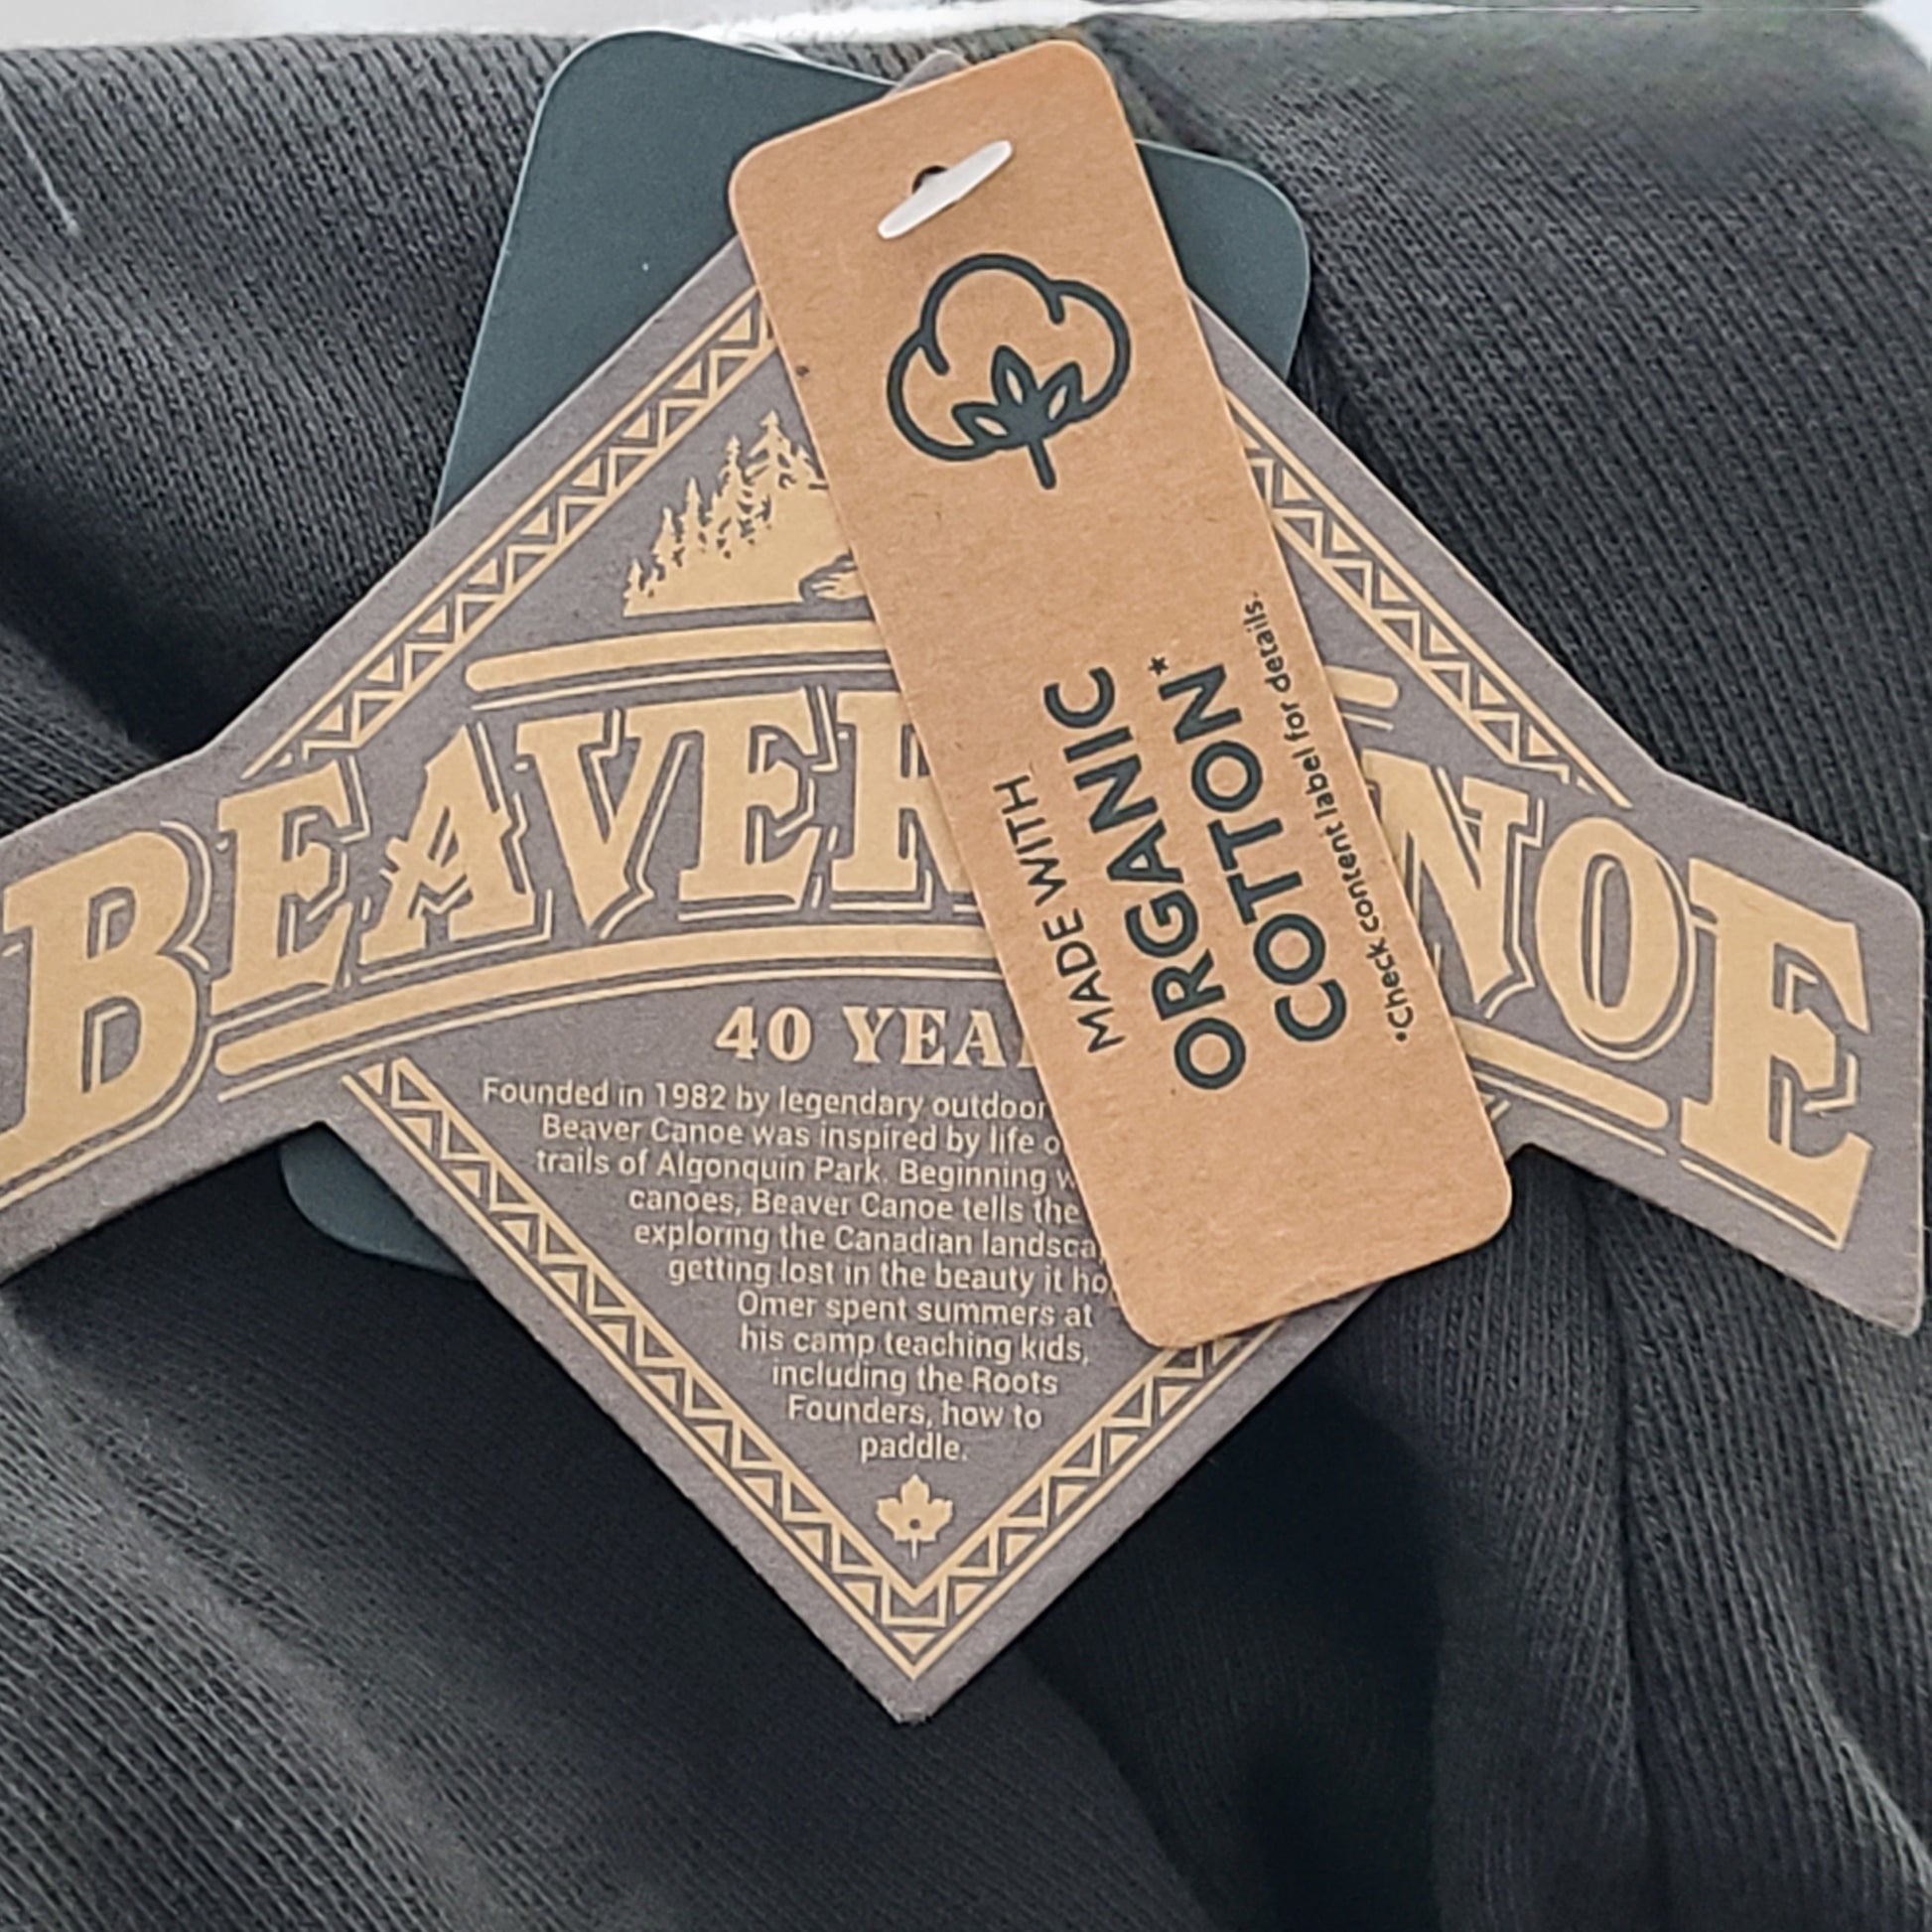 BEAVER
NOE
40 YEA
Founded in 1982 by legendary outdoor
Beaver Canoe was inspired by life
trails of Algonquin Park. Beginning
canoes, Beaver Canoe tells the
exploring the Canadian
getting lost in the beauty it
Omer spent summers at
his camp teaching kids,
including the Roots
Founders, how to
paddle.
MADE WITH
ORGANIC
COTTON*
*Check content label for details.